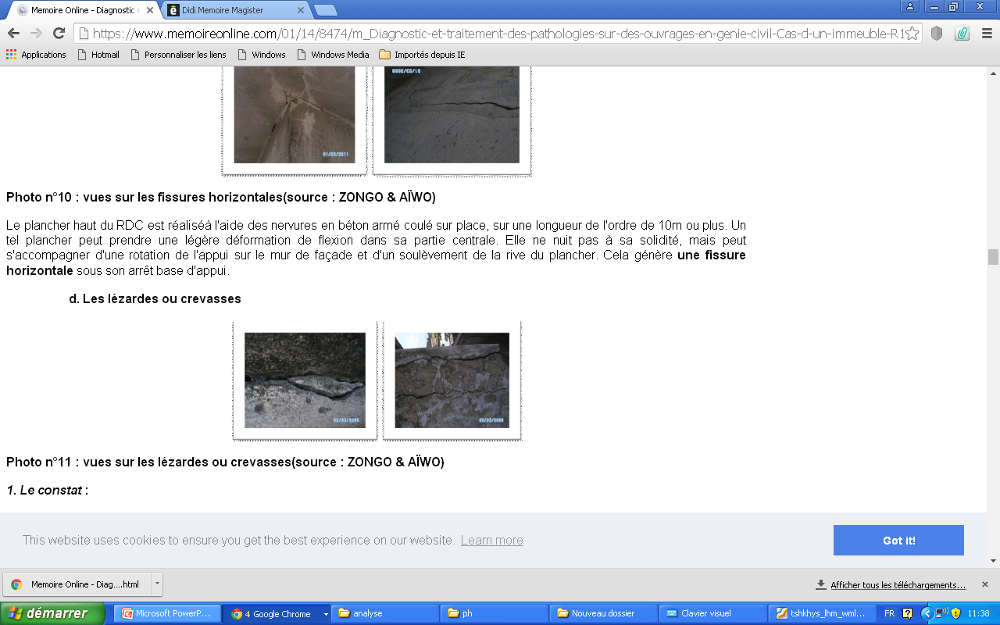 Memoire Online - Diagnostic e
Didi Memoire Magister
https://www.memoireonline.com/01/14/8474/m_Diagnostic-et-traitement-des-pathologies-sur-des-ouvrages-en-genie-civil-Cas-d-un-immeuble-R1
Applications
Hotmail
Personnaliser les liens
Windows
Windows Media
Importés depuis IE
01/03/2011
01/03/2008
Photo n°10 : vues sur les fissures horizontales(source : ZONGO & AÏWO)
Le plancher haut du RDC est réaliséà l'aide des nervures en béton armé coulé sur place, sur une longueur de l'ordre de 10m ou plus. Un
tel plancher peut prendre une légère déformation de flexion dans sa partie centrale. Elle ne nuit pas à sa solidité, mais peut
s'accompagner d'une rotation de l'appui sur le mur de façade et d'un soulèvement de la rive du plancher. Cela génère une fissure
horizontale sous son arrêt base d'appui.
d. Les lézardes ou crevasses
Photo n°11 : vues sur les lézardes ou crevasses(source : ZONGO & AÏWO)
1. Le constat :
This website uses cookies to ensure you get the best experience on our website. Learn more
Got it!
Memoire Online - Diag....html
Afficher tous les téléchargements...
démarrer
Microsoft PowerP...
4 Google Chrome
analyse
ph
Nouveau dossier
Clavier visuel
tshkhys_lhm_wml...
FR
11:38